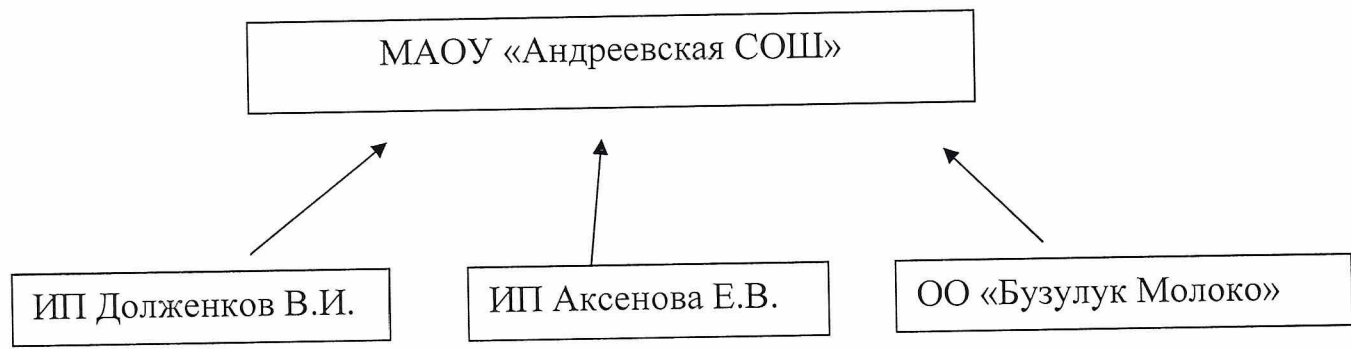 МАОУ «Андреевская СОШ»
ИП Долженков В.И.
ИП Аксенова Е.В.
ОО «Бузулук Молоко»